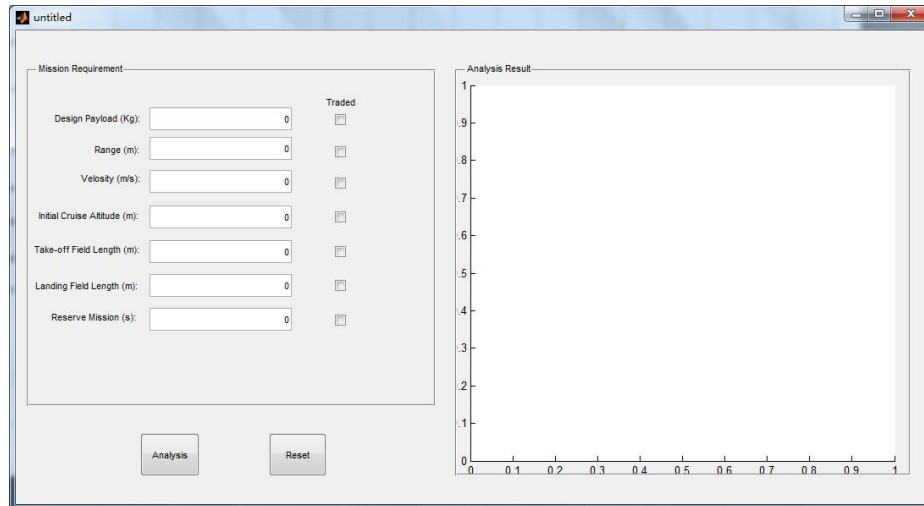 untitled
Mission Requirement
Traded
Design Payload (Kg): 0
Range (m): 0
Velosity (m/s): 0
Initial Cruise Altitude (m): 0
Take-off Field Length (m): 0
Landing Field Length (m): 0
Reserve Mission (s): 0
Analysis Reset
Analysis Result
1
.9
.8
.7
.6
.5
.4
.3
.2
.1
0
0 0.1 0.2 0.3 0.4 0.5 0.6 0.7 0.8 0.9 1